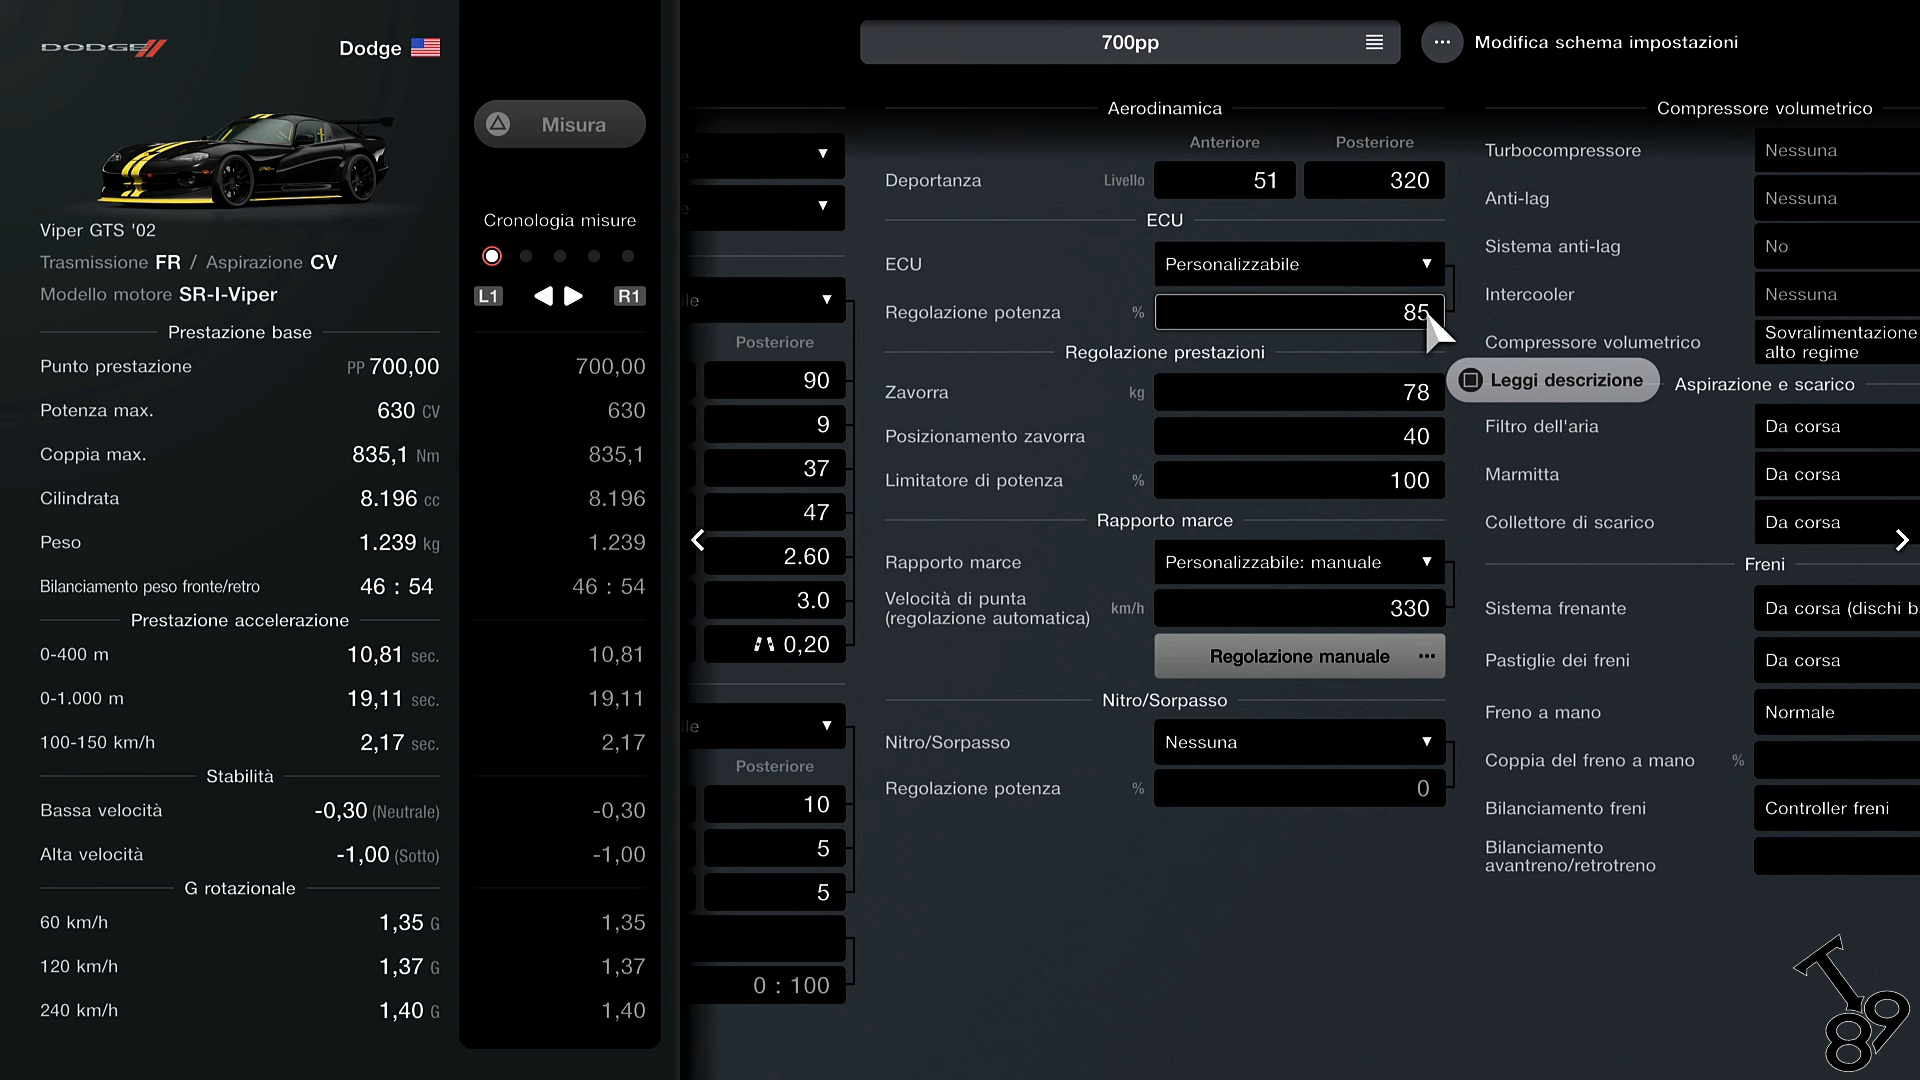 DODGE
Dodge
Viper GTS '02
Trasmissione FR / Aspirazione CV
Modello motore SR-I-Viper
Prestazione base
Punto prestazione PP 700,00
Potenza max. 630 CV
Coppia max. 835,1 Nm
Cilindrata 8.196 cc
Peso 1.239 kg
Bilanciamento peso fronte/retro 46 : 54
Prestazione accelerazione
0-400 m 10,81 sec.
0-1.000 m 19,11 sec.
100-150 km/h 2,17 sec.
Stabilità
Bassa velocità -0,30 (Neutrale)
Alta velocità -1,00 (Sotto)
G rotazionale
60 km/h 1,35 G
120 km/h 1,37 G
240 km/h 1,40 G
Misura
Cronologia misure
L1 R1
700,00
630
835,1
8.196
1.239
46 : 54
10,81
19,11
2,17
-0,30
-1,00
1,35
1,37
1,40
700pp
Modifica schema impostazioni
Posteriore
90
9
37
47
2.60
3.0
0,20
Posteriore
10
5
5
0 : 100
Aerodinamica
Anteriore Posteriore
Deportanza Livello 51 320
ECU
ECU Personalizzabile
Regolazione potenza % 85
Regolazione prestazioni
Zavorra kg 78
Posizionamento zavorra 40
Limitatore di potenza % 100
Rapporto marce
Rapporto marce Personalizzabile: manuale
Velocità di punta
(regolazione automatica) km/h 330
Regolazione manuale
Nitro/Sorpasso
Nitro/Sorpasso Nessuna
Regolazione potenza % 0
Compressore volumetrico
Turbocompressore Nessuna
Anti-lag Nessuna
Sistema anti-lag No
Intercooler Nessuna
Compressore volumetrico Sovralimentazione
alto regime
Leggi descrizione
Aspirazione e scarico
Filtro dell'aria Da corsa
Marmitta Da corsa
Collettore di scarico Da corsa
Freni
Sistema frenante Da corsa (dischi
Pastiglie dei freni Da corsa
Freno a mano Normale
Coppia del freno a mano %
Bilanciamento freni Controller freni
Bilanciamento
avantreno/retrotreno
T89